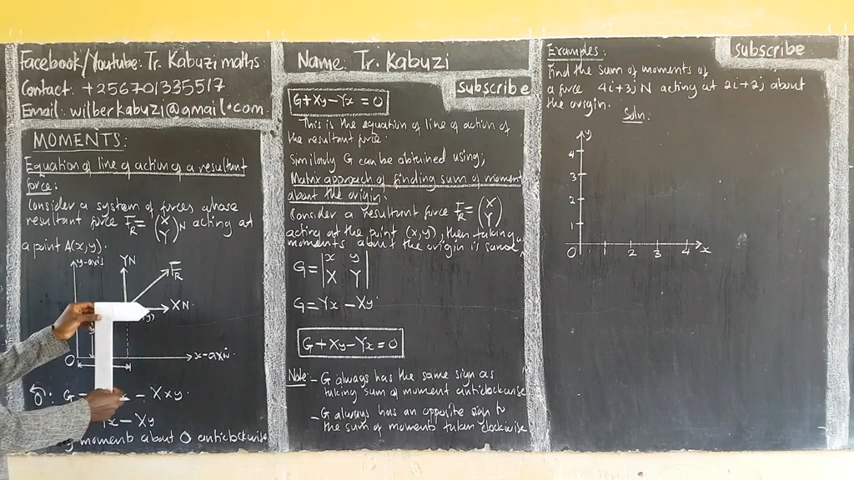 Facebook/Youtube: Tr. Kabuzi maths
Contact: +256701335517
Email: wilberkabuzi@gmail.com
MOMENTS:
Equation of line of action of a resultant
force:
Consider a system of forces whose
resultant force F_R = (X Y) N acting at
a point A(x,y).
y-axis
YN
F_R
XN
y)
O
x-axis
G
- Xxy
x - Xy
moments about O anticlockwise
Name: Tr. Kabuzi
subscribe
G+Xy-Yx=0
This is the equation of line of action of
the resultant force.
Similarly G can be obtained using;
Matrix approach of finding sum of moment
about the origin:
Consider a resultant force F_R = (X Y)
acting at the point (x,y), then taking
moments about the origin is same
G = |x y|
|X Y|
G = Yx - Xy
G+Xy-Yx=0
Note: - G always has the same sign as
taking sum of moment anticlockwise
- G always has an opposite sign to
the sum of moments taken clockwise
Examples:
subscribe
Find the sum of moments of
a force 4i+3j N acting at 2i+2j about
the origin.
Soln:
y
4
3
2
1
0 1 2 3 4 x